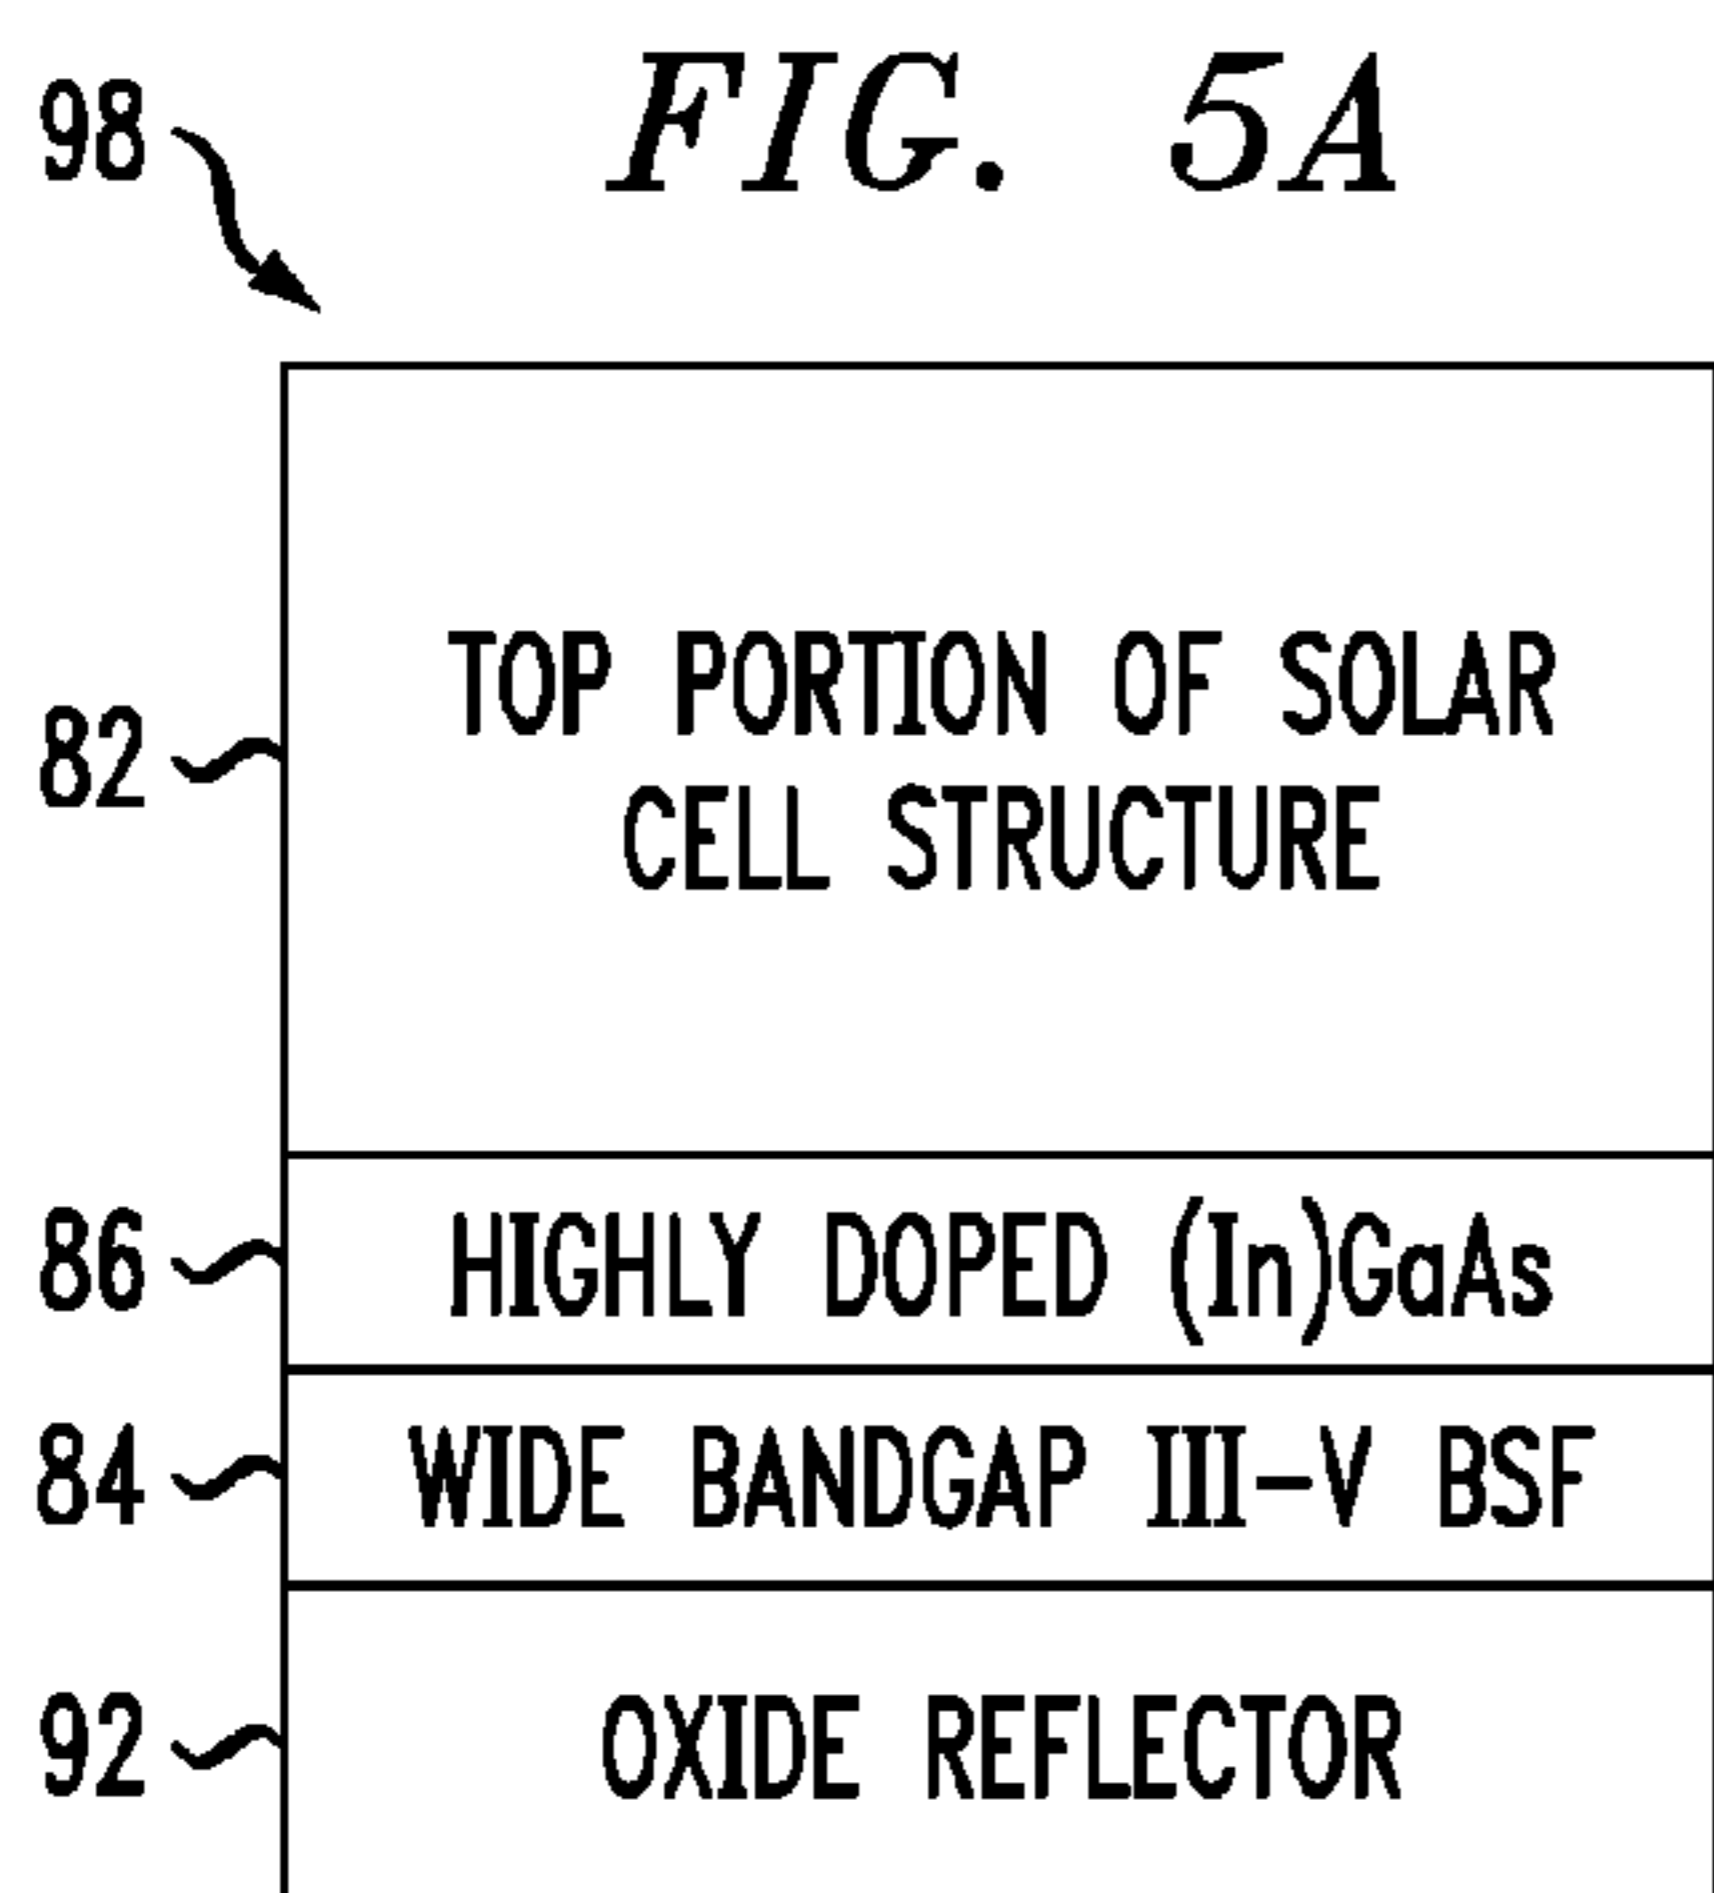 FIG. 5A
98
82
TOP PORTION OF SOLAR
CELL STRUCTURE
86 HIGHLY DOPED (In)GaAs
84 WIDE BANDGAP III-V BSF
92 OXIDE REFLECTOR